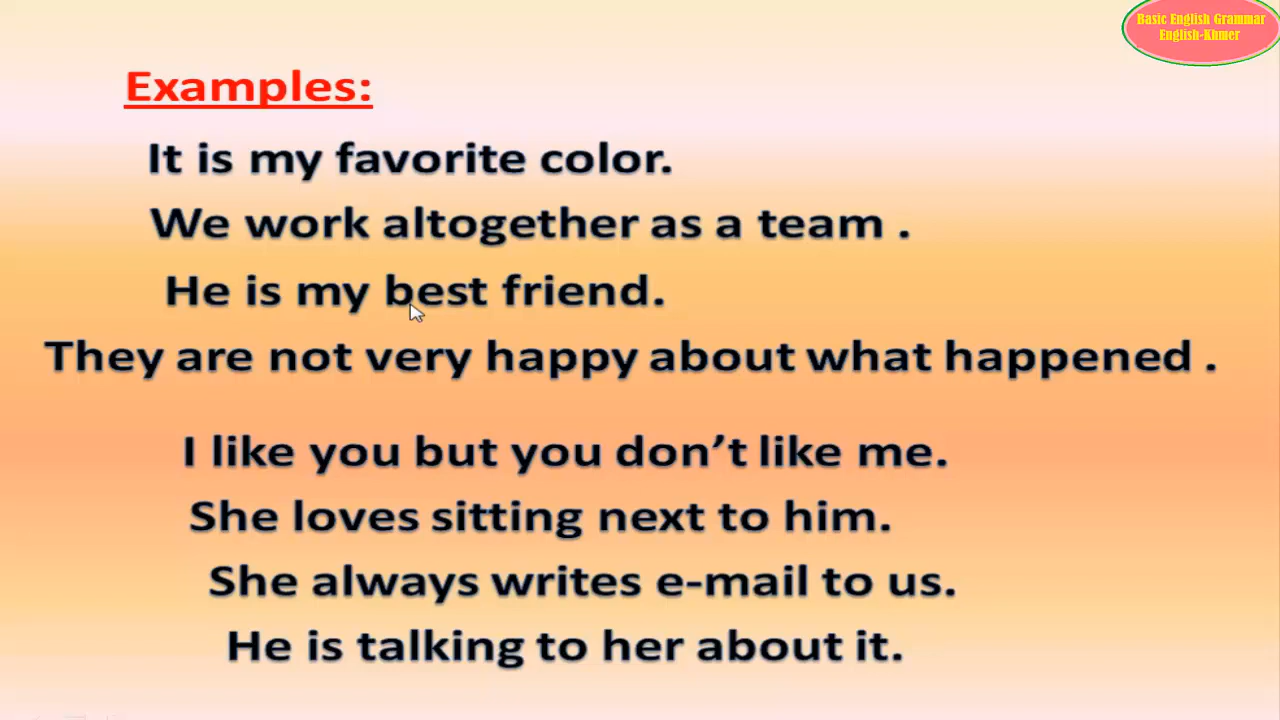 Basic English Grammar
English-Khmer
Examples:
It is my favorite color.
We work altogether as a team .
He is my best friend.
They are not very happy about what happened .
I like you but you don’t like me.
She loves sitting next to him.
She always writes e-mail to us.
He is talking to her about it.